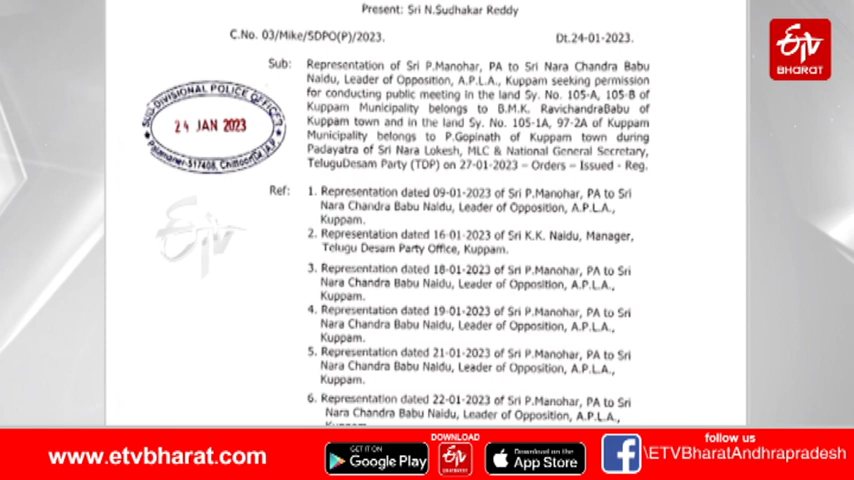 Present: Sri N.Sudhakar Reddy
C.No. 03/Mike/SDPO(P)/2023. Dt.24-01-2023.
Sub: Representation of Sri P.Manohar, PA to Sri Nara Chandra Babu
Naidu, Leader of Opposition, A.P.L.A., Kuppam seeking permission
for conducting public meeting in the land Sy. No. 105-A, 105-B of
Kuppam Municipality belongs to B.M.K. RavichandraBabu of
Kuppam town and in the land Sy. No. 105-1A, 97-2A of Kuppam
Municipality belongs to P.Gopinath of Kuppam town during
Padayatra of Sri Nara Lokesh, MLC & National General Secretary,
TeluguDesam Party (TDP) on 27-01-2023 – Orders – Issued - Reg.
SUB DIVISIONAL POLICE OFFICER
24 JAN 2023
Palamaner-517408, Chittoor(Dt.)A.P.
Ref: 1. Representation dated 09-01-2023 of Sri P.Manohar, PA to Sri
Nara Chandra Babu Naidu, Leader of Opposition, A.P.L.A.,
Kuppam.
2. Representation dated 16-01-2023 of Sri K.K. Naidu, Manager,
Telugu Desam Party Office, Kuppam.
3. Representation dated 18-01-2023 of Sri P.Manohar, PA to Sri
Nara Chandra Babu Naidu, Leader of Opposition, A.P.L.A.,
Kuppam.
4. Representation dated 19-01-2023 of Sri P.Manohar, PA to Sri
Nara Chandra Babu Naidu, Leader of Opposition, A.P.L.A.,
Kuppam.
5. Representation dated 21-01-2023 of Sri P.Manohar, PA to Sri
Nara Chandra Babu Naidu, Leader of Opposition, A.P.L.A.,
Kuppam.
6. Representation dated 22-01-2023 of Sri P.Manohar, PA to Sri
Nara Chandra Babu Naidu, Leader of Opposition, A.P.L.A.,
ETV
BHARAT
ETV
www.etvbharat.com
GET IT ON
Google Play
DOWNLOAD
ETV
BHARAT
Download on the
App Store
follow us
f \ETVBharatAndhrapradesh